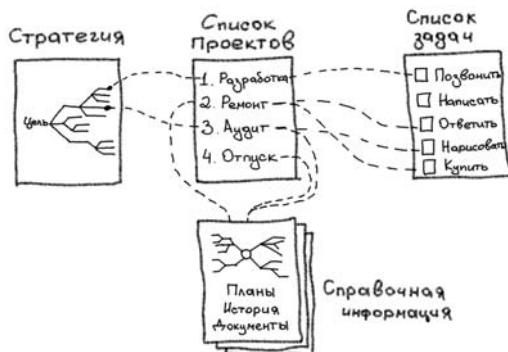 Стратегия
Цель
Список
Проектов
1. Разработка
2. Ремонт
3. Аудит
4. Отпуск
Список
задач
Позвонить
Написать
Ответить
Нарисовать
Купить
Планы
История
Документы
Справочная
информация